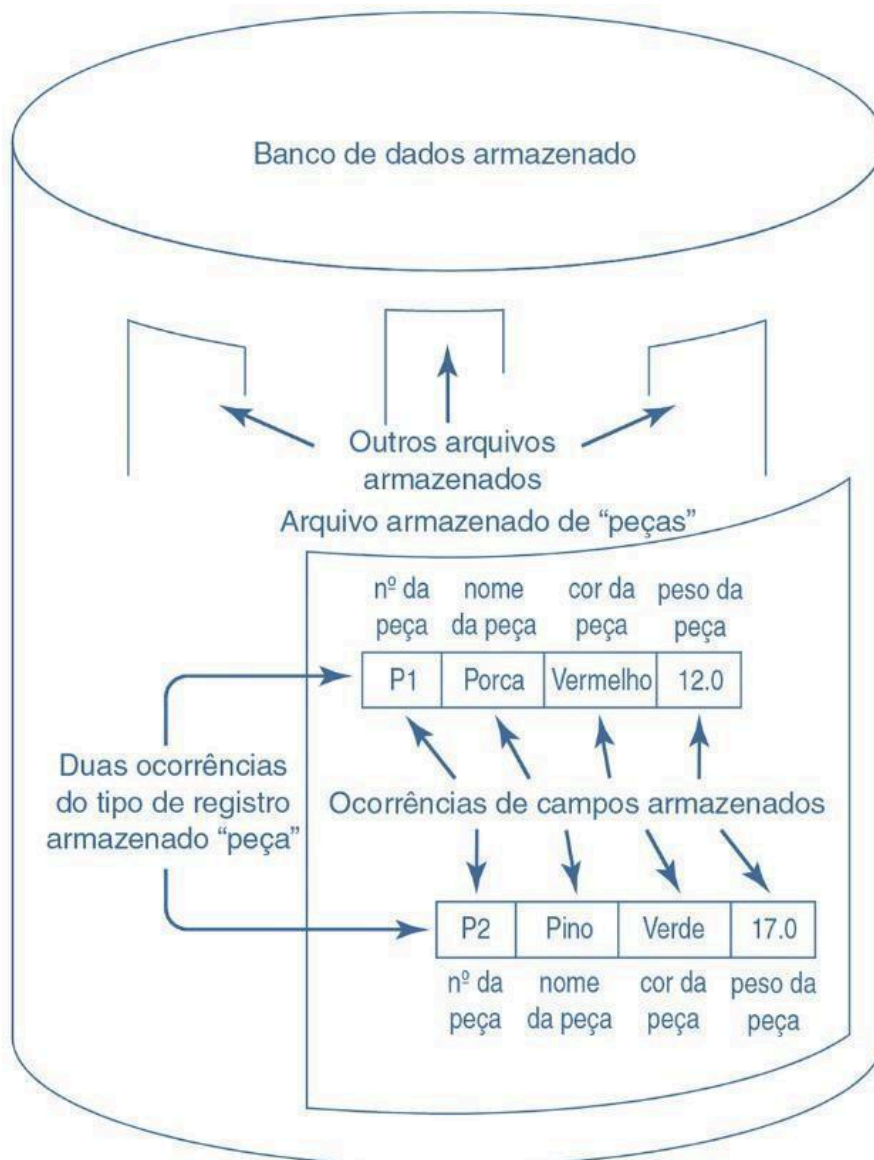 Banco de dados armazenado
Outros arquivos
armazenados
Arquivo armazenado de “peças”
nº da nome cor da peso da
peça da peça peça peça
P1 Porca Vermelho 12.0
Duas ocorrências
do tipo de registro
armazenado “peça”
Ocorrências de campos armazenados
P2 Pino Verde 17.0
nº da nome cor da peso da
peça da peça peça peça